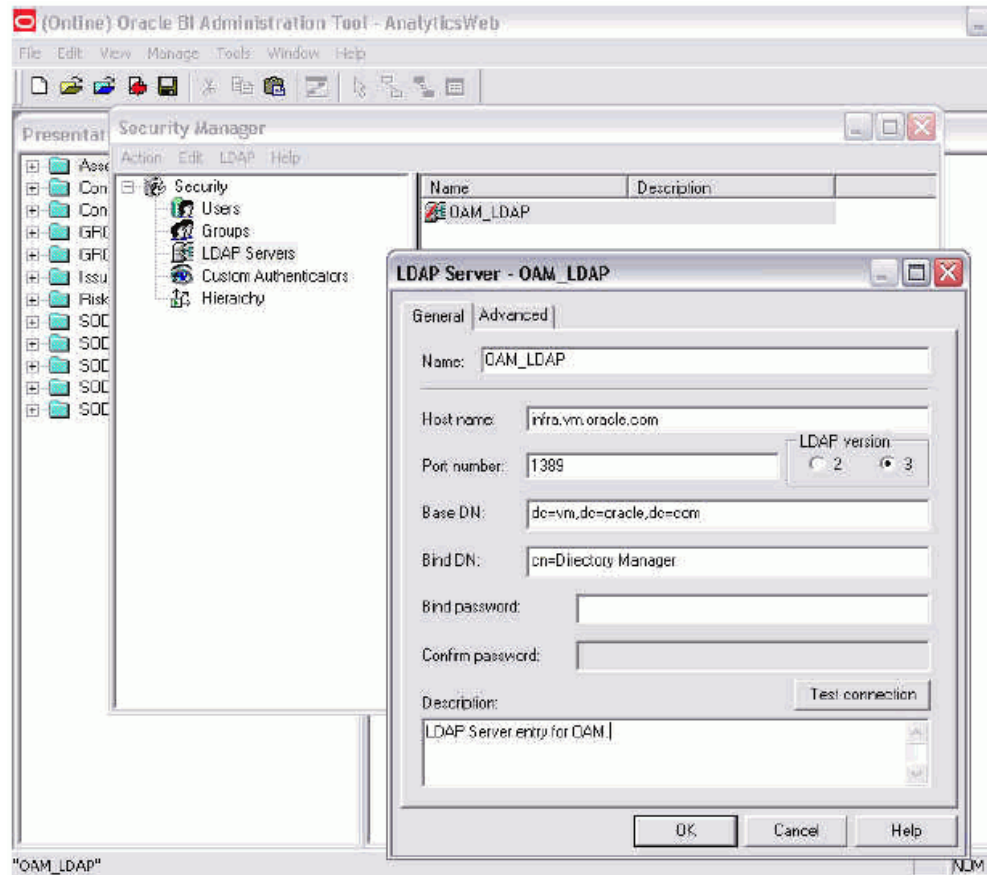 (Online) Oracle BI Administration Tool - AnalyticsWeb
File Edit View Manage Tools Window Help
Presentat
Asse
Con
Con
GRC
GRC
Issu
Risk
SOD
SOD
SOD
SOD
SOD
Security Manager
Action Edit LDAP Help
Security
Users
Groups
LDAP Servers
Custom Authenticators
Hierarchy
Name Description
OAM_LDAP
LDAP Server - OAM_LDAP
General Advanced
Name: OAM_LDAP
Host name: infra.vm.oracle.com
LDAP version
2 3
Port number: 1389
Base DN: dc=vm,dc=oracle,dc=com
Bind DN: cn=Directory Manager
Bind password:
Confirm password:
Test connection
Description:
LDAP Server entry for OAM.
OK Cancel Help
"OAM_LDAP" NUM